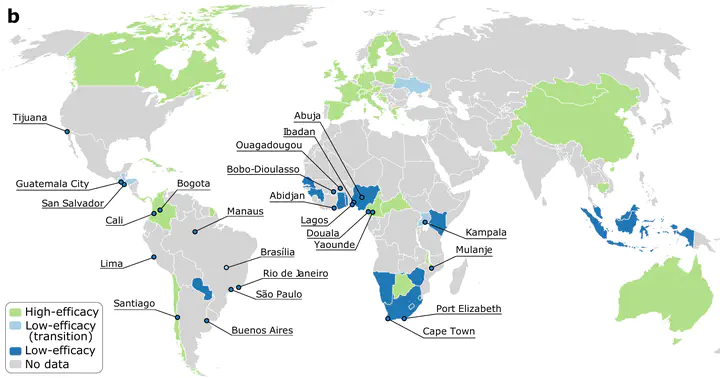 b
Tijuana
Guatemala City
San Salvador
Cali
Bogota
Manaus
Lima
Brasília
Rio de Janeiro
São Paulo
Santiago
Buenos Aires
Abuja
Ibadan
Ouagadougou
Bobo-Dioulasso
Abidjan
Lagos
Douala
Yaounde
Kampala
Mulanje
Port Elizabeth
Cape Town
High-efficacy
Low-efficacy
(transition)
Low-efficacy
No data